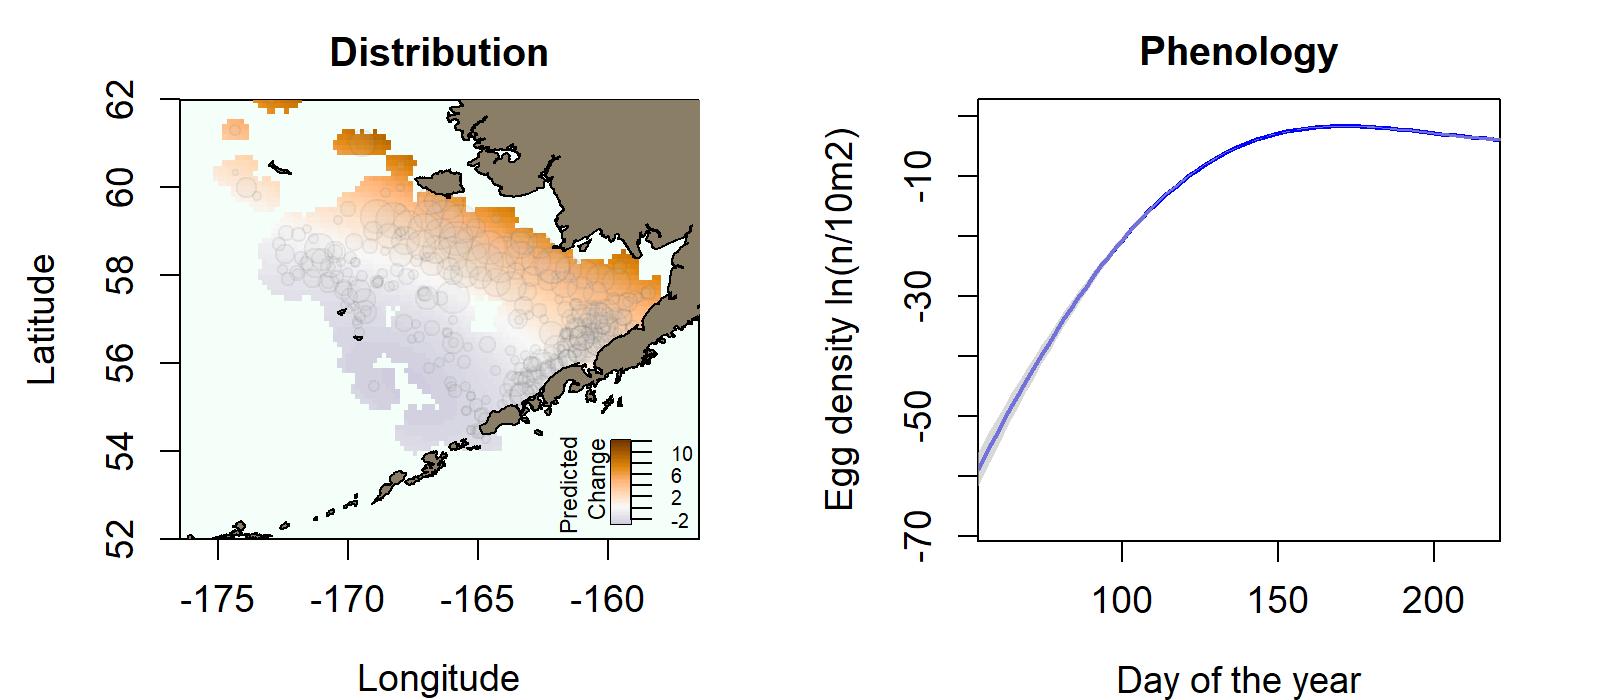 Distribution
Latitude
62
60
58
56
54
52
-175
-170
-165
-160
Longitude
Predicted
Change
10
6
2
-2
Phenology
Egg density ln(n/10m2)
-10
-30
-50
-70
100
150
200
Day of the year